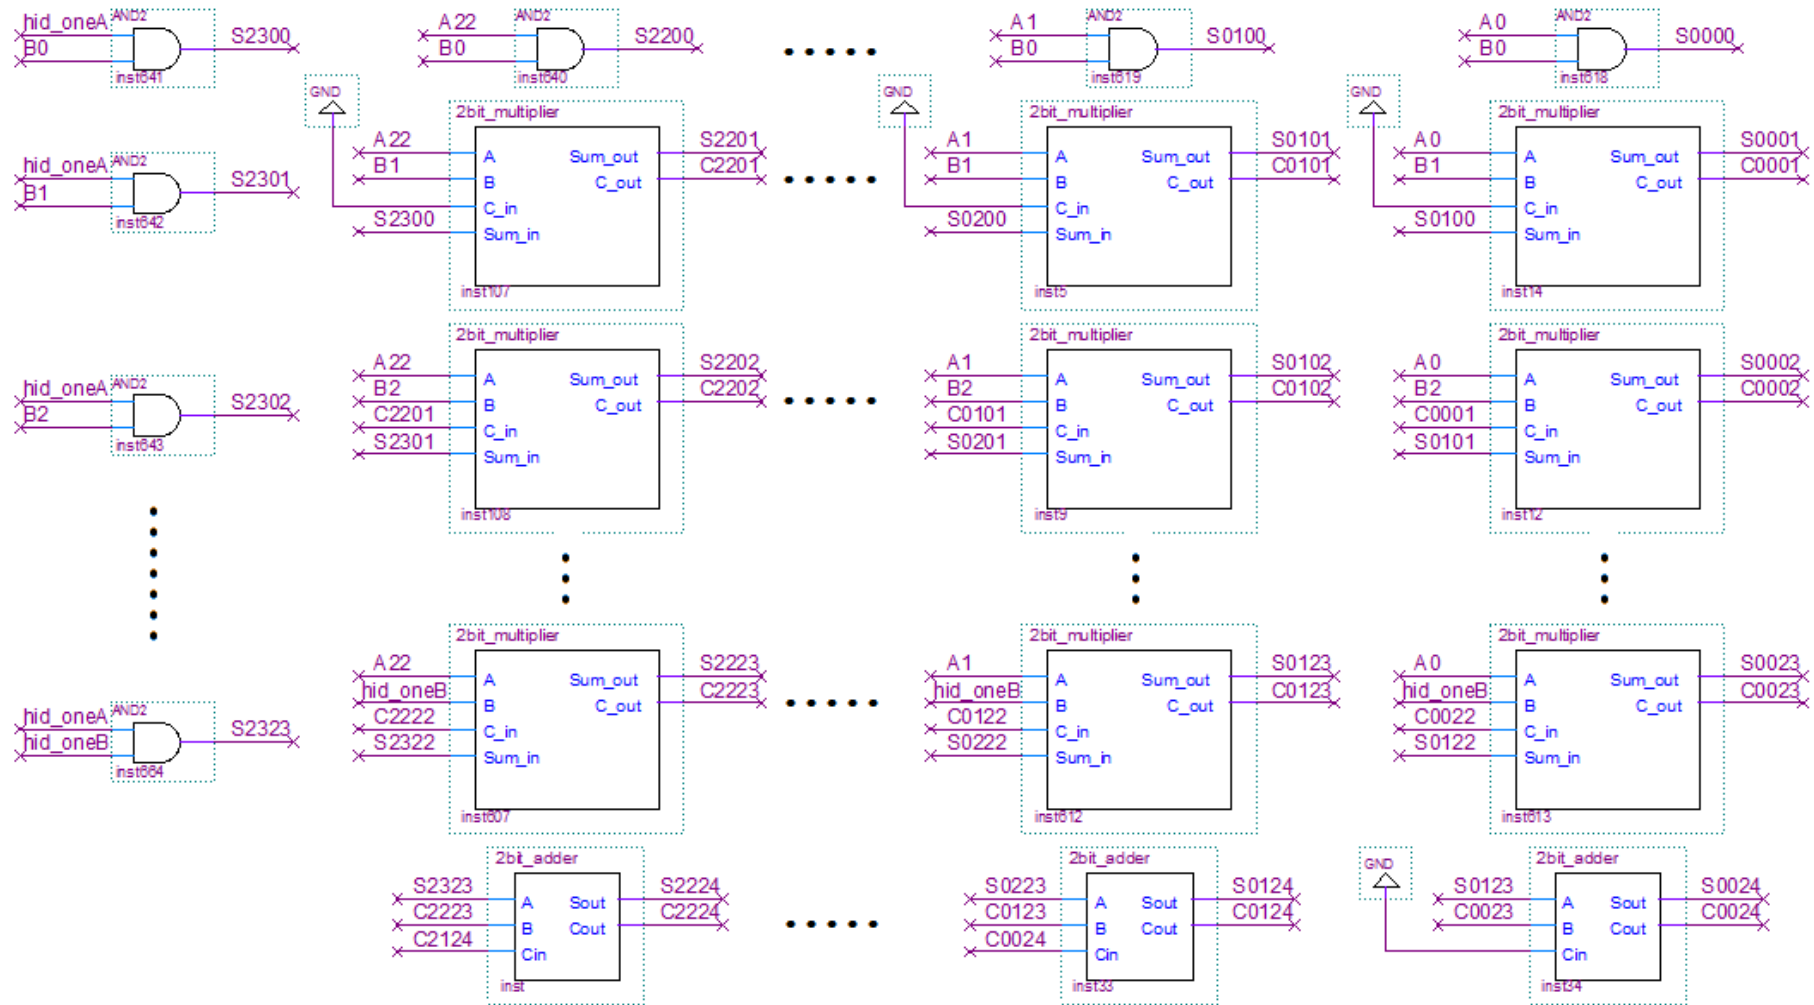 AND2
hid_oneA
B0
S2300
inst641
AND2
A22
B0
S2200
inst640
AND2
A1
B0
S0100
inst619
AND2
A0
B0
S0000
inst618
AND2
hid_oneA
B1
S2301
inst642
GND
2bit_multiplier
A22
B1
S2300
A
B
C_in
Sum_in
Sum_out
C_out
S2201
C2201
inst107
GND
2bit_multiplier
A1
B1
S0200
A
B
C_in
Sum_in
Sum_out
C_out
S0101
C0101
inst5
GND
2bit_multiplier
A0
B1
S0100
A
B
C_in
Sum_in
Sum_out
C_out
S0001
C0001
inst14
AND2
hid_oneA
B2
S2302
inst643
2bit_multiplier
A22
B2
C2201
S2301
A
B
C_in
Sum_in
Sum_out
C_out
S2202
C2202
inst108
2bit_multiplier
A1
B2
C0101
S0201
A
B
C_in
Sum_in
Sum_out
C_out
S0102
C0102
inst9
2bit_multiplier
A0
B2
C0001
S0101
A
B
C_in
Sum_in
Sum_out
C_out
S0002
C0002
inst12
AND2
hid_oneA
hid_oneB
S2323
inst664
2bit_multiplier
A22
hid_oneB
C2222
S2322
A
B
C_in
Sum_in
Sum_out
C_out
S2223
C2223
inst607
2bit_multiplier
A1
hid_oneB
C0122
S0222
A
B
C_in
Sum_in
Sum_out
C_out
S0123
C0123
inst612
2bit_multiplier
A0
hid_oneB
C0022
S0122
A
B
C_in
Sum_in
Sum_out
C_out
S0023
C0023
inst613
2bit_adder
S2323
C2223
C2124
A
B
Cin
Sout
Cout
S2224
C2224
inst
2bit_adder
S0223
C0123
C0024
A
B
Cin
Sout
Cout
S0124
C0124
inst33
GND
2bit_adder
S0123
C0023
A
B
Cin
Sout
Cout
S0024
C0024
inst34